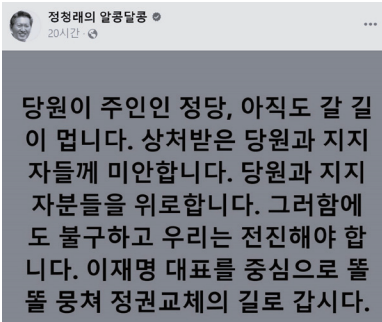 정청래의 알콩달콩
20시간 ·
당원이 주인인 정당, 아직도 갈 길
이 멉니다. 상처받은 당원과 지지
자들께 미안합니다. 당원과 지지
자분들을 위로합니다. 그러함에
도 불구하고 우리는 전진해야 합
니다. 이재명 대표를 중심으로 똘
똘 뭉쳐 정권교체의 길로 갑시다.